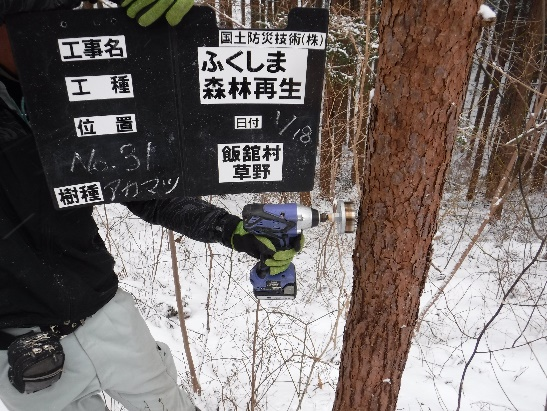 工事名
国土防災技術(株)
ふくしま
森林再生
工種
位置
日付 1/18
No. 31
飯舘村
草野
樹種 アカマツ